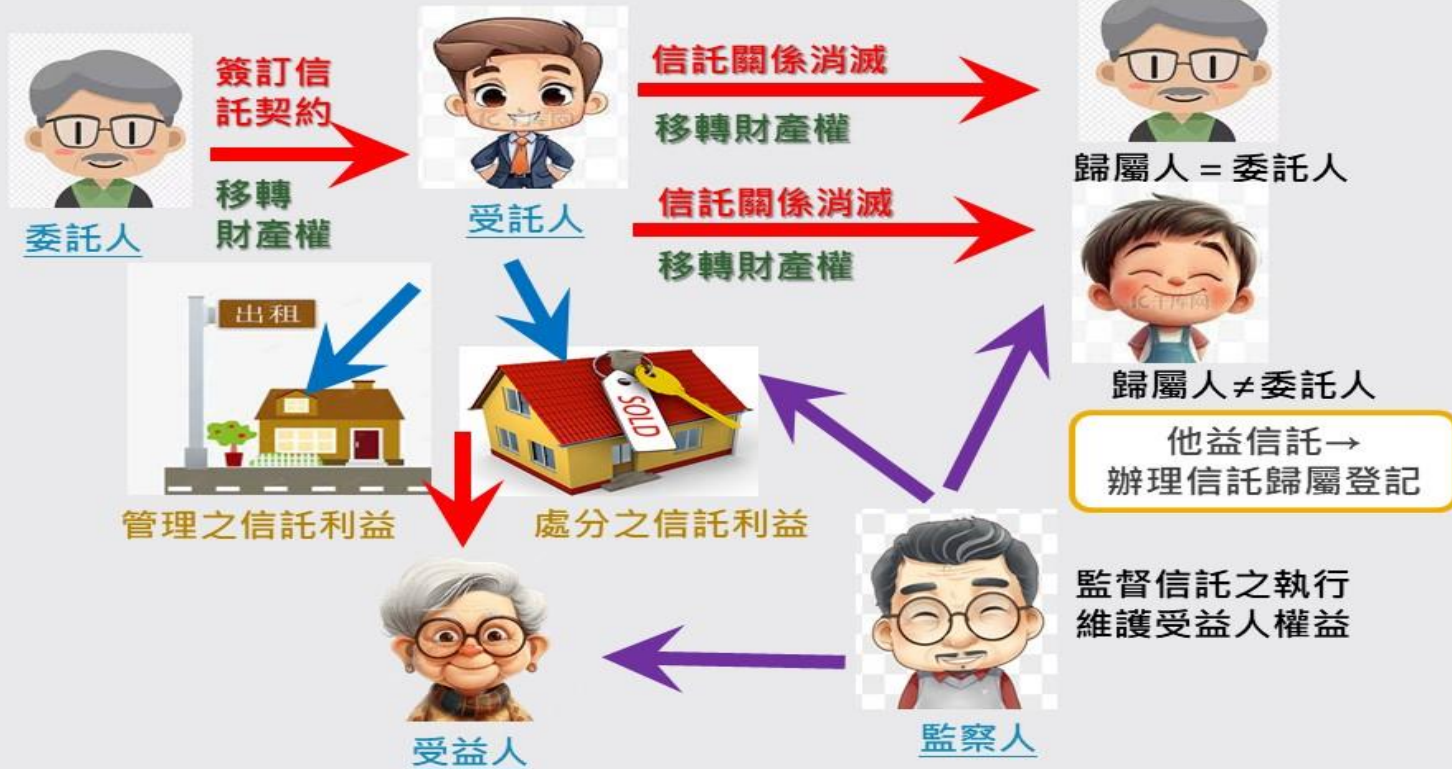 簽訂信
託契約
移轉
財產權
委託人
受託人
信託關係消滅
移轉財產權
信託關係消滅
移轉財產權
歸屬人 = 委託人
歸屬人≠委託人
他益信託→
辦理信託歸屬登記
出租
SOLD
管理之信託利益
處分之信託利益
監督信託之執行
維護受益人權益
受益人
監察人